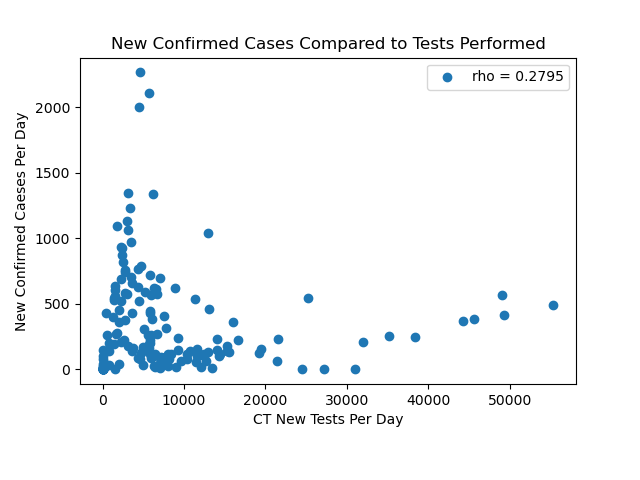 New Confirmed Cases Compared to Tests Performed
rho = 0.2795
New Confirmed Caeses Per Day
2000
1500
1000
500
0
0 10000 20000 30000 40000 50000
CT New Tests Per Day